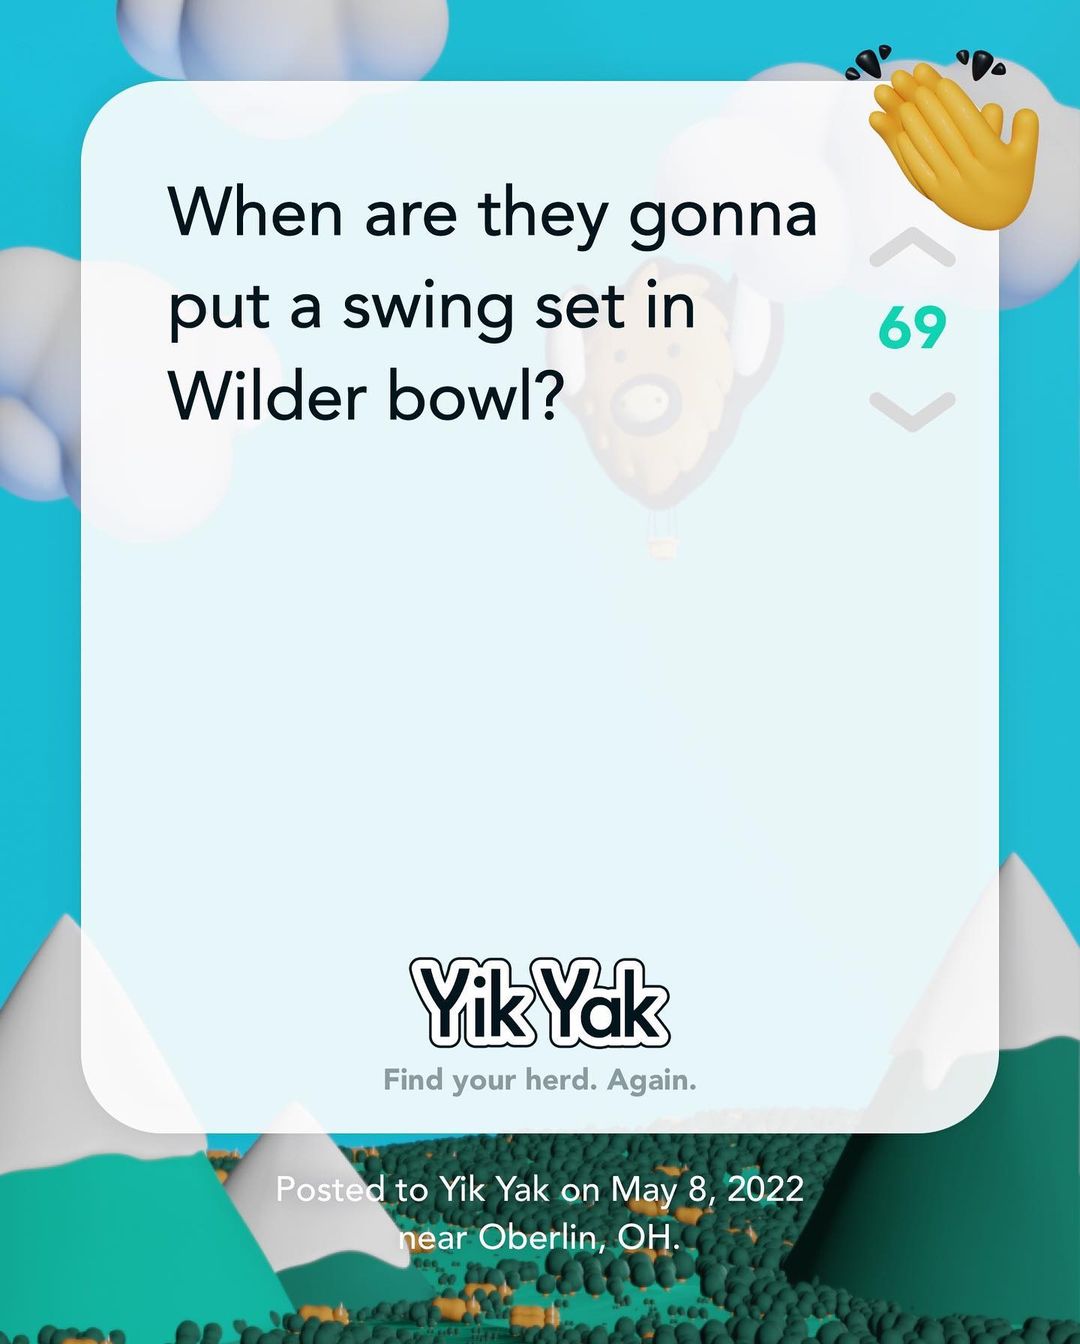 When are they gonna
put a swing set in
Wilder bowl?
69
Yik Yak
Find your herd. Again.
Posted to Yik Yak on May 8, 2022
near Oberlin, OH.